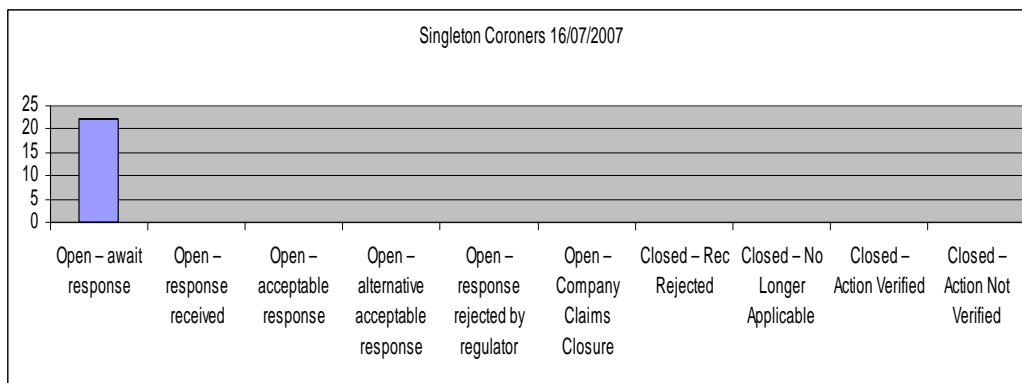 Singleton Coroners 16/07/2007
25
20
15
10
5
0
Open – await
response
Open –
response
received
Open –
acceptable
response
Open –
alternative
acceptable
response
Open –
response
rejected by
regulator
Open –
Company
Claims
Closure
Closed – Rec
Rejected
Closed – No
Longer
Applicable
Closed –
Action Verified
Closed –
Action Not
Verified